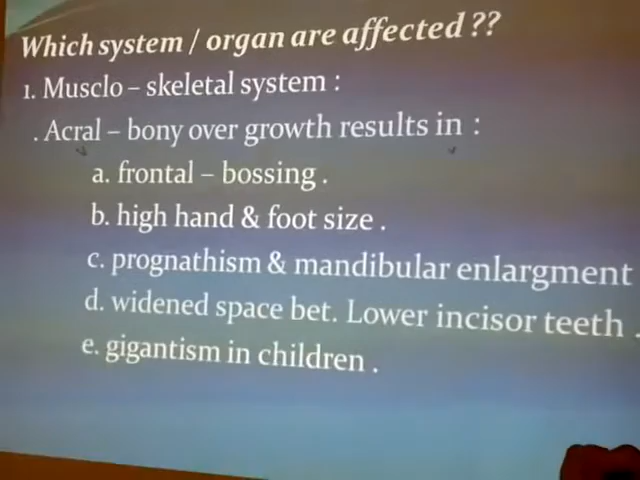 Which system / organ are affected ??
1. Musclo – skeletal system :
. Acral – bony over growth results in :
a. frontal – bossing .
b. high hand & foot size .
c. prognathism & mandibular enlargment
d. widened space bet. Lower incisor teeth .
e. gigantism in children .